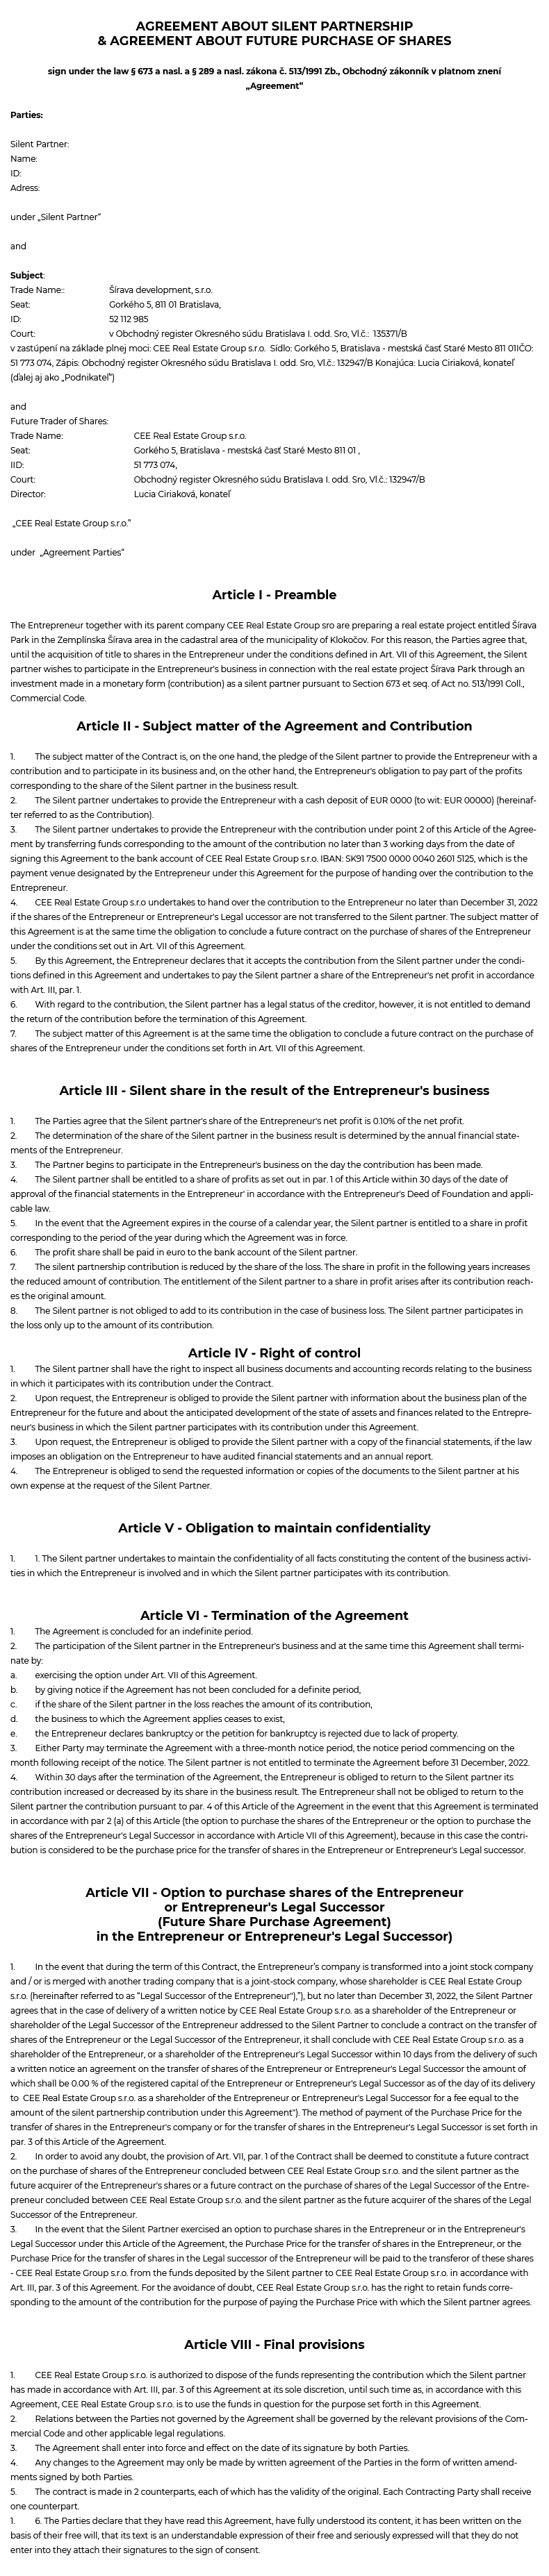 AGREEMENT ABOUT SILENT PARTNERSHIP
& AGREEMENT ABOUT FUTURE PURCHASE OF SHARES
sign under the law § 673 a nasl. a § 289 a nasl. zákona č. 513/1991 Zb., Obchodný zákonník v platnom znení
„Agreement“
Parties:
Silent Partner:
Name:
ID:
Adress:
under „Silent Partner“
and
Subject:
Trade Name:: Šírava development, s.r.o.
Seat: Gorkého 5, 811 01 Bratislava,
ID: 52 112 985
Court: v Obchodný register Okresného súdu Bratislava I. odd. Sro, Vl.č.: 135371/B
v zastúpení na základe plnej moci: CEE Real Estate Group s.r.o. Sídlo: Gorkého 5, Bratislava - mestská časť Staré Mesto 811 01IČO:
51 773 074, Zápis: Obchodný register Okresného súdu Bratislava I. odd. Sro, Vl.č.: 132947/B Konajúca: Lucia Ciriaková, konateľ
(ďalej aj ako „Podnikateľ“)
and
Future Trader of Shares:
Trade Name: CEE Real Estate Group s.r.o.
Seat: Gorkého 5, Bratislava - mestská časť Staré Mesto 811 01 ,
IID: 51 773 074,
Court: Obchodný register Okresného súdu Bratislava I. odd. Sro, Vl.č.: 132947/B
Director: Lucia Ciriaková, konateľ
„CEE Real Estate Group s.r.o.”
under „Agreement Parties“
Article I - Preamble
The Entrepreneur together with its parent company CEE Real Estate Group sro are preparing a real estate project entitled Šírava
Park in the Zemplínska Šírava area in the cadastral area of the municipality of Klokočov. For this reason, the Parties agree that,
until the acquisition of title to shares in the Entrepreneur under the conditions defined in Art. VII of this Agreement, the Silent
partner wishes to participate in the Entrepreneur's business in connection with the real estate project Šírava Park through an
investment made in a monetary form (contribution) as a silent partner pursuant to Section 673 et seq. of Act no. 513/1991 Coll.,
Commercial Code.
Article II - Subject matter of the Agreement and Contribution
1. The subject matter of the Contract is, on the one hand, the pledge of the Silent partner to provide the Entrepreneur with a
contribution and to participate in its business and, on the other hand, the Entrepreneur's obligation to pay part of the profits
corresponding to the share of the Silent partner in the business result.
2. The Silent partner undertakes to provide the Entrepreneur with a cash deposit of EUR 0000 (to wit: EUR 00000) (hereinaf-
ter referred to as the Contribution).
3. The Silent partner undertakes to provide the Entrepreneur with the contribution under point 2 of this Article of the Agree-
ment by transferring funds corresponding to the amount of the contribution no later than 3 working days from the date of
signing this Agreement to the bank account of CEE Real Estate Group s.r.o. IBAN: SK91 7500 0000 0040 2601 5125, which is the
payment venue designated by the Entrepreneur under this Agreement for the purpose of handing over the contribution to the
Entrepreneur.
4. CEE Real Estate Group s.r.o undertakes to hand over the contribution to the Entrepreneur no later than December 31, 2022
if the shares of the Entrepreneur or Entrepreneur's Legal uccessor are not transferred to the Silent partner. The subject matter of
this Agreement is at the same time the obligation to conclude a future contract on the purchase of shares of the Entrepreneur
under the conditions set out in Art. VII of this Agreement.
5. By this Agreement, the Entrepreneur declares that it accepts the contribution from the Silent partner under the condi-
tions defined in this Agreement and undertakes to pay the Silent partner a share of the Entrepreneur's net profit in accordance
with Art. III, par. 1.
6. With regard to the contribution, the Silent partner has a legal status of the creditor, however, it is not entitled to demand
the return of the contribution before the termination of this Agreement.
7. The subject matter of this Agreement is at the same time the obligation to conclude a future contract on the purchase of
shares of the Entrepreneur under the conditions set forth in Art. VII of this Agreement.
Article III - Silent share in the result of the Entrepreneur's business
1. The Parties agree that the Silent partner's share of the Entrepreneur's net profit is 0.10% of the net profit.
2. The determination of the share of the Silent partner in the business result is determined by the annual financial state-
ments of the Entrepreneur.
3. The Partner begins to participate in the Entrepreneur's business on the day the contribution has been made.
4. The Silent partner shall be entitled to a share of profits as set out in par. 1 of this Article within 30 days of the date of
approval of the financial statements in the Entrepreneur' in accordance with the Entrepreneur's Deed of Foundation and appli-
cable law.
5. In the event that the Agreement expires in the course of a calendar year, the Silent partner is entitled to a share in profit
corresponding to the period of the year during which the Agreement was in force.
6. The profit share shall be paid in euro to the bank account of the Silent partner.
7. The silent partnership contribution is reduced by the share of the loss. The share in profit in the following years increases
the reduced amount of contribution. The entitlement of the Silent partner to a share in profit arises after its contribution reach-
es the original amount.
8. The Silent partner is not obliged to add to its contribution in the case of business loss. The Silent partner participates in
the loss only up to the amount of its contribution.
Article IV - Right of control
1. The Silent partner shall have the right to inspect all business documents and accounting records relating to the business
in which it participates with its contribution under the Contract.
2. Upon request, the Entrepreneur is obliged to provide the Silent partner with information about the business plan of the
Entrepreneur for the future and about the anticipated development of the state of assets and finances related to the Entrepre-
neur's business in which the Silent partner participates with its contribution under this Agreement.
3. Upon request, the Entrepreneur is obliged to provide the Silent partner with a copy of the financial statements, if the law
imposes an obligation on the Entrepreneur to have audited financial statements and an annual report.
4. The Entrepreneur is obliged to send the requested information or copies of the documents to the Silent partner at his
own expense at the request of the Silent Partner.
Article V - Obligation to maintain confidentiality
1. 1. The Silent partner undertakes to maintain the confidentiality of all facts constituting the content of the business activi-
ties in which the Entrepreneur is involved and in which the Silent partner participates with its contribution.
Article VI - Termination of the Agreement
1. The Agreement is concluded for an indefinite period.
2. The participation of the Silent partner in the Entrepreneur's business and at the same time this Agreement shall termi-
nate by:
a. exercising the option under Art. VII of this Agreement.
b. by giving notice if the Agreement has not been concluded for a definite period,
c. if the share of the Silent partner in the loss reaches the amount of its contribution,
d. the business to which the Agreement applies ceases to exist,
e. the Entrepreneur declares bankruptcy or the petition for bankruptcy is rejected due to lack of property.
3. Either Party may terminate the Agreement with a three-month notice period, the notice period commencing on the
month following receipt of the notice. The Silent partner is not entitled to terminate the Agreement before 31 December, 2022.
4. Within 30 days after the termination of the Agreement, the Entrepreneur is obliged to return to the Silent partner its
contribution increased or decreased by its share in the business result. The Entrepreneur shall not be obliged to return to the
Silent partner the contribution pursuant to par. 4 of this Article of the Agreement in the event that this Agreement is terminated
in accordance with par 2 (a) of this Article (the option to purchase the shares of the Entrepreneur or the option to purchase the
shares of the Entrepreneur's Legal Successor in accordance with Article VII of this Agreement), because in this case the contri-
bution is considered to be the purchase price for the transfer of shares in the Entrepreneur or Entrepreneur's Legal successor.
Article VII - Option to purchase shares of the Entrepreneur
or Entrepreneur's Legal Successor
(Future Share Purchase Agreement)
in the Entrepreneur or Entrepreneur's Legal Successor)
1. In the event that during the term of this Contract, the Entrepreneur's company is transformed into a joint stock company
and / or is merged with another trading company that is a joint-stock company, whose shareholder is CEE Real Estate Group
s.r.o. (hereinafter referred to as “Legal Successor of the Entrepreneur"),”), but no later than December 31, 2022, the Silent Partner
agrees that in the case of delivery of a written notice by CEE Real Estate Group s.r.o. as a shareholder of the Entrepreneur or
shareholder of the Legal Successor of the Entrepreneur addressed to the Silent Partner to conclude a contract on the transfer of
shares of the Entrepreneur or the Legal Successor of the Entrepreneur, it shall conclude with CEE Real Estate Group s.r.o. as a
shareholder of the Entrepreneur, or a shareholder of the Entrepreneur's Legal Successor within 10 days from the delivery of such
a written notice an agreement on the transfer of shares of the Entrepreneur or Entrepreneur's Legal Successor the amount of
which shall be 0.00 % of the registered capital of the Entrepreneur or Entrepreneur's Legal Successor as of the day of its delivery
to CEE Real Estate Group s.r.o. as a shareholder of the Entrepreneur or Entrepreneur's Legal Successor for a fee equal to the
amount of the silent partnership contribution under this Agreement"). The method of payment of the Purchase Price for the
transfer of shares in the Entrepreneur's company or for the transfer of shares in the Entrepreneur's Legal Successor is set forth in
par. 3 of this Article of the Agreement.
2. In order to avoid any doubt, the provision of Art. VII, par. 1 of the Contract shall be deemed to constitute a future contract
on the purchase of shares of the Entrepreneur concluded between CEE Real Estate Group s.r.o. and the silent partner as the
future acquirer of the Entrepreneur's shares or a future contract on the purchase of shares of the Legal Successor of the Entre-
preneur concluded between CEE Real Estate Group s.r.o. and the silent partner as the future acquirer of the shares of the Legal
Successor of the Entrepreneur.
3. In the event that the Silent Partner exercised an option to purchase shares in the Entrepreneur or in the Entrepreneur's
Legal Successor under this Article of the Agreement, the Purchase Price for the transfer of shares in the Entrepreneur, or the
Purchase Price for the transfer of shares in the Legal successor of the Entrepreneur will be paid to the transferor of these shares
- CEE Real Estate Group s.r.o. from the funds deposited by the Silent partner to CEE Real Estate Group s.r.o. in accordance with
Art. III, par. 3 of this Agreement. For the avoidance of doubt, CEE Real Estate Group s.r.o. has the right to retain funds corre-
sponding to the amount of the contribution for the purpose of paying the Purchase Price with which the Silent partner agrees.
Article VIII - Final provisions
1. CEE Real Estate Group s.r.o. is authorized to dispose of the funds representing the contribution which the Silent partner
has made in accordance with Art. III, par. 3 of this Agreement at its sole discretion, until such time as, in accordance with this
Agreement, CEE Real Estate Group s.r.o. is to use the funds in question for the purpose set forth in this Agreement.
2. Relations between the Parties not governed by the Agreement shall be governed by the relevant provisions of the Com-
mercial Code and other applicable legal regulations.
3. The Agreement shall enter into force and effect on the date of its signature by both Parties.
4. Any changes to the Agreement may only be made by written agreement of the Parties in the form of written amend-
ments signed by both Parties.
5. The contract is made in 2 counterparts, each of which has the validity of the original. Each Contracting Party shall receive
one counterpart.
1. 6. The Parties declare that they have read this Agreement, have fully understood its content, it has been written on the
basis of their free will, that its text is an understandable expression of their free and seriously expressed will that they do not
enter into they attach their signatures to the sign of consent.